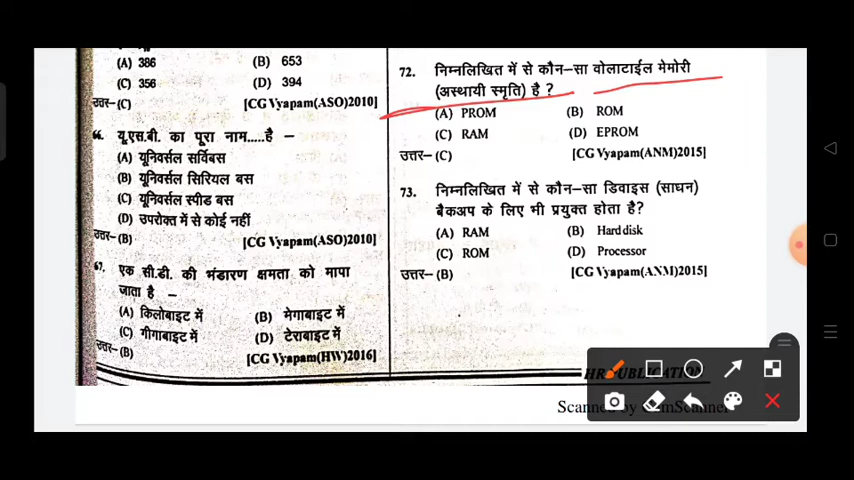 (A) 386 (B) 653
(C) 356 (D) 394
उत्तर–(C) [CG Vyapam(ASO)2010]
66. यू.एस.बी. का पूरा नाम.....है –
(A) यूनिवर्सल सर्विबस
(B) यूनिवर्सल सिरियल बस
(C) यूनिवर्सल स्पीड बस
(D) उपरोक्त में से कोई नहीं
उत्तर–(B) [CG Vyapam(ASO)2010]
67. एक सी.डी. की भंडारण क्षमता को मापा
जाता है –
(A) किलोबाइट में (B) मेगाबाइट में
(C) गीगाबाइट में (D) टेराबाइट में
उत्तर–(B)
[CG Vyapam(HW)2016]
72. निम्नलिखित में से कौन–सा वोलाटाईल मेमोरी
(अस्थायी स्मृति) है ?
(A) PROM (B) ROM
(C) RAM (D) EPROM
उत्तर–(C) [CG Vyapam(ANM)2015]
73. निम्नलिखित में से कौन–सा डिवाइस (साघन)
बैकअप के लिए भी प्रयुक्त होता है?
(A) RAM (B) Hard disk
(C) ROM (D) Processor
उत्तर–(B) [CG Vyapam(ANM)2015]